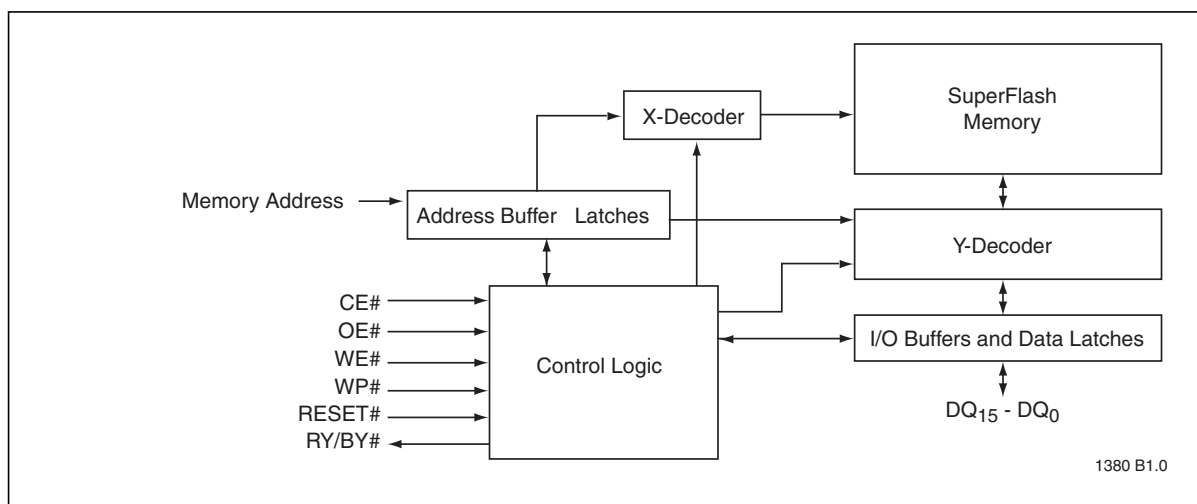 SuperFlash
Memory
X-Decoder
Memory Address
Address Buffer Latches
Y-Decoder
CE#
OE#
WE#
WP#
RESET#
RY/BY#
Control Logic
I/O Buffers and Data Latches
DQ15 - DQ0
1380 B1.0